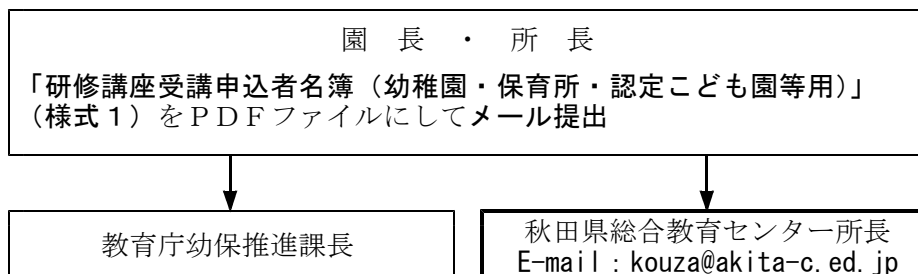 園　長　・　所　長
「研修講座受講申込者名簿（幼稚園・保育所・認定こども園等用）」
（様式１）をＰＤＦファイルにしてメール提出
教育庁幼保推進課長
秋田県総合教育センター所長
E-mail：kouza@akita-c.ed.jp